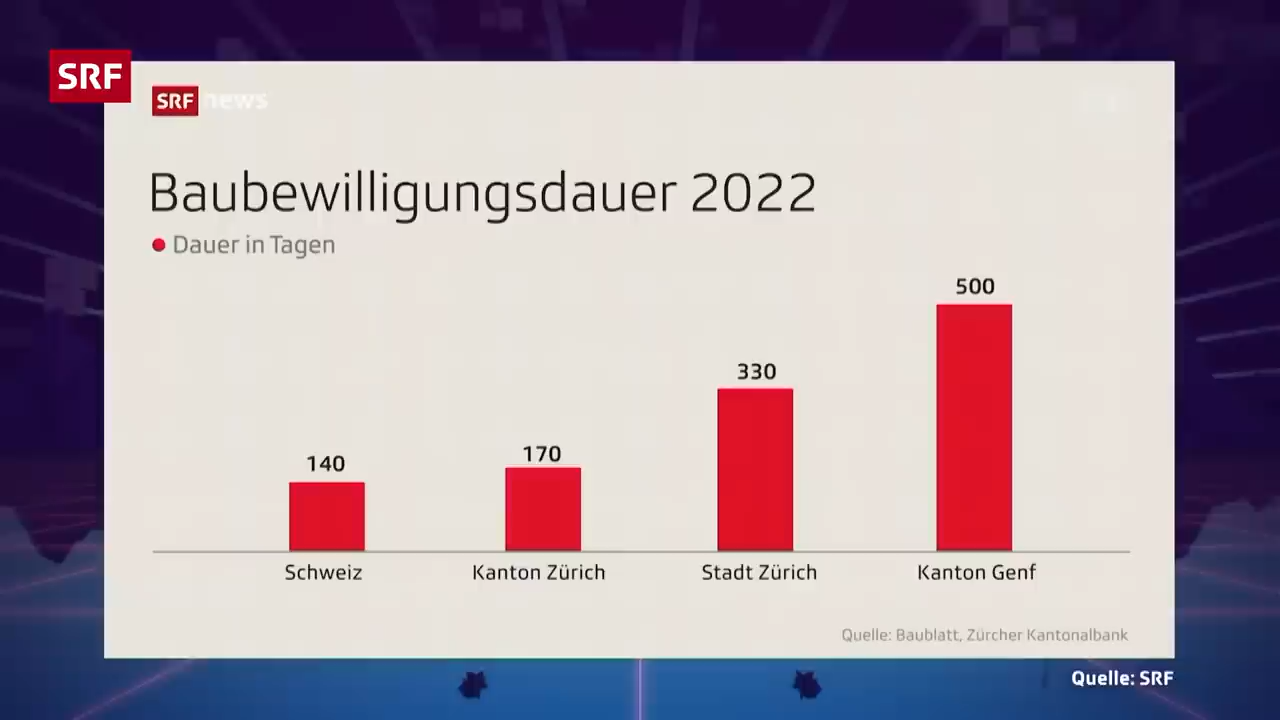 SRF
SRF news
Baubewilligungsdauer 2022
Dauer in Tagen
140
170
330
500
Schweiz
Kanton Zürich
Stadt Zürich
Kanton Genf
Quelle: Baublatt, Zürcher Kantonalbank
Quelle: SRF